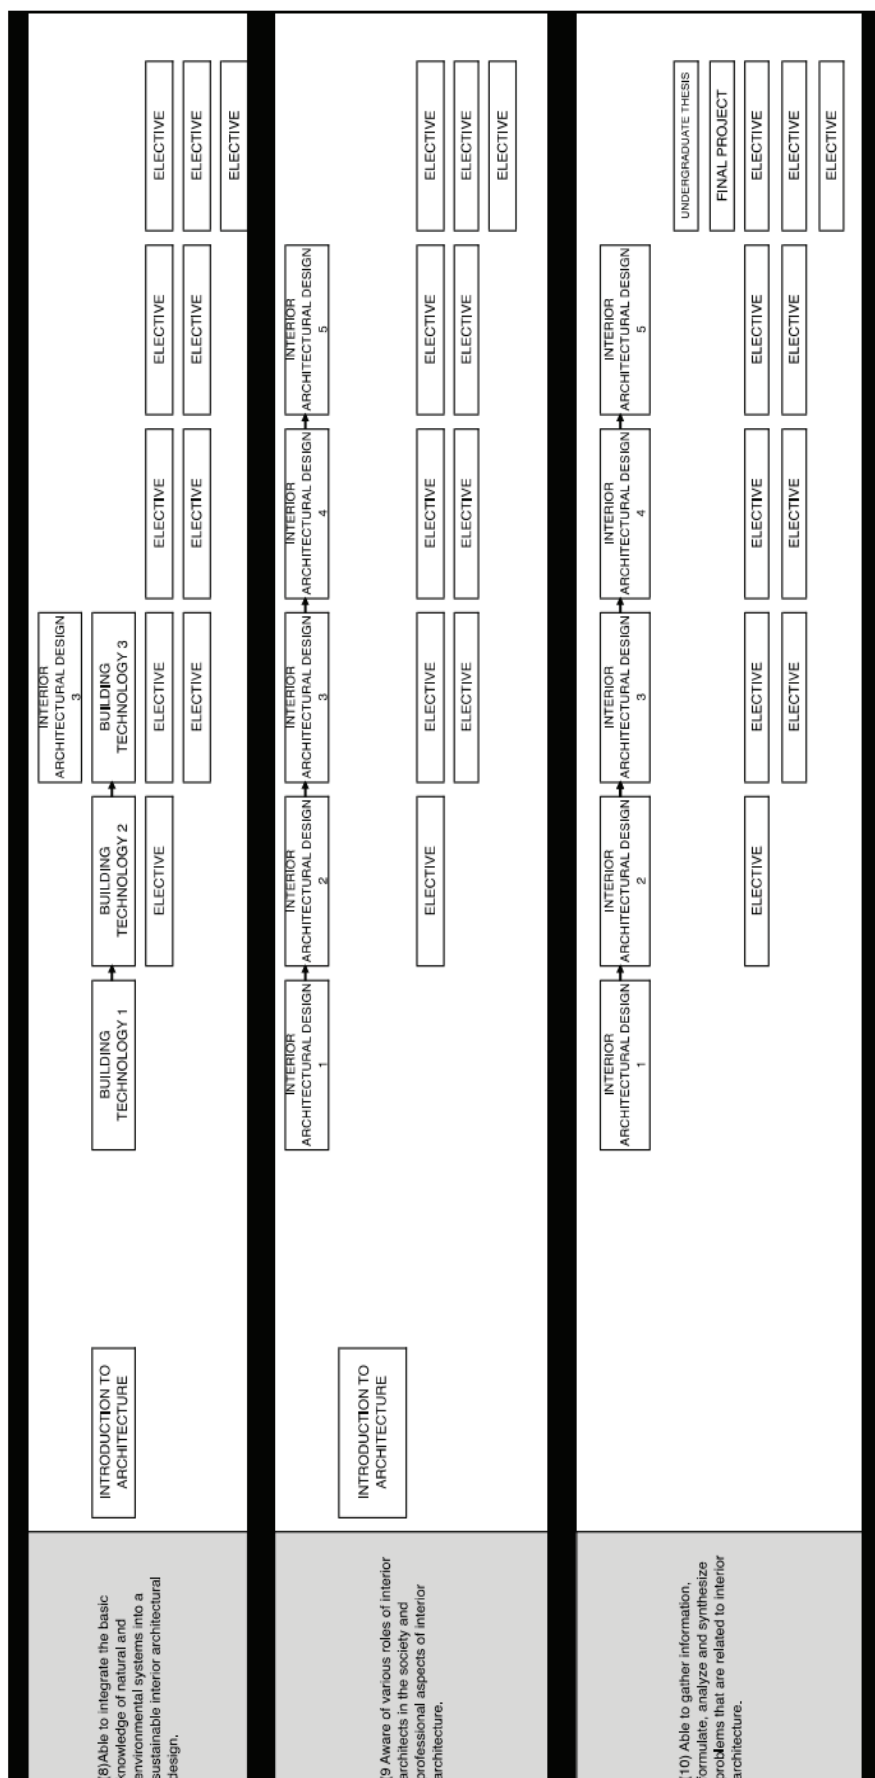 (8)Able to integrate the basic
knowledge of natural and
environmental systems into a
sustainable interior architectural
design,
INTRODUCTION TO
ARCHITECTURE
BUILDING
TECHNOLOGY 1
BUILDING
TECHNOLOGY 2
ELECTIVE
INTERIOR
ARCHITECTURAL DESIGN
3
BUILDING
TECHNOLOGY 3
ELECTIVE
ELECTIVE
ELECTIVE
ELECTIVE
ELECTIVE
ELECTIVE
ELECTIVE
ELECTIVE
ELECTIVE
(9 Aware of various roles of interior
architects in the society and
professional aspects of interior
architecture.
INTRODUCTION TO
ARCHITECTURE
INTERIOR
ARCHITECTURAL DESIGN
1
INTERIOR
ARCHITECTURAL DESIGN
2
ELECTIVE
INTERIOR
ARCHITECTURAL DESIGN
3
ELECTIVE
ELECTIVE
INTERIOR
ARCHITECTURAL DESIGN
4
ELECTIVE
ELECTIVE
INTERIOR
ARCHITECTURAL DESIGN
5
ELECTIVE
ELECTIVE
ELECTIVE
ELECTIVE
ELECTIVE
(10) Able to gather information,
formulate, analyze and synthesize
problems that are related to interior
architecture.
INTERIOR
ARCHITECTURAL DESIGN
1
INTERIOR
ARCHITECTURAL DESIGN
2
ELECTIVE
INTERIOR
ARCHITECTURAL DESIGN
3
ELECTIVE
ELECTIVE
INTERIOR
ARCHITECTURAL DESIGN
4
ELECTIVE
ELECTIVE
INTERIOR
ARCHITECTURAL DESIGN
5
ELECTIVE
ELECTIVE
UNDERGRADUATE THESIS
FINAL PROJECT
ELECTIVE
ELECTIVE
ELECTIVE